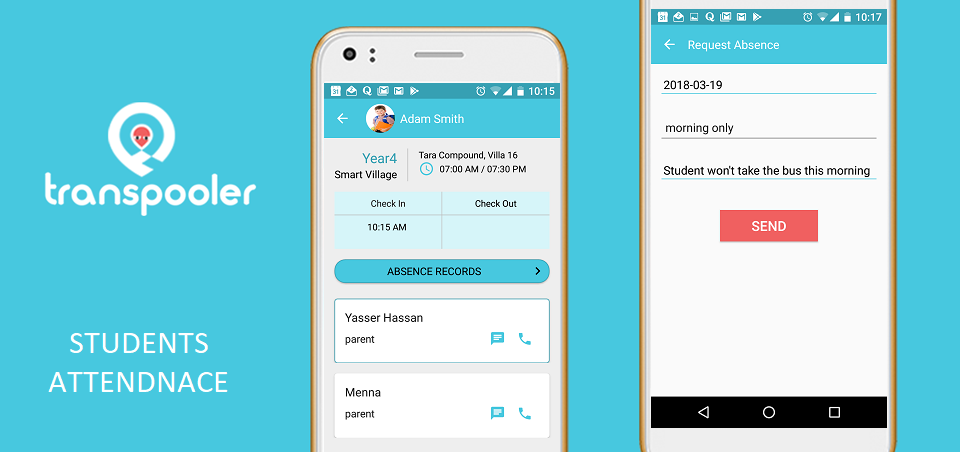 transpooler
STUDENTS
ATTENDNACE
31
10:15
Adam Smith
Year4
Smart Village
Tara Compound, Villa 16
07:00 AM / 07:30 PM
Check In
Check Out
10:15 AM
ABSENCE RECORDS
Yasser Hassan
parent
Menna
parent
31
10:17
Request Absence
2018-03-19
morning only
Student won't take the bus this morning
SEND